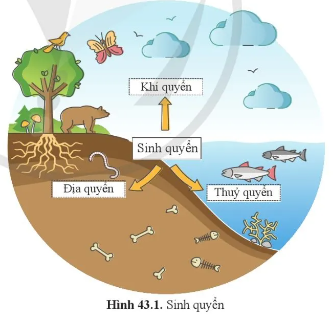 Khí quyển
Sinh quyển
Địa quyển
Thuỷ quyển
Hình 43.1. Sinh quyển